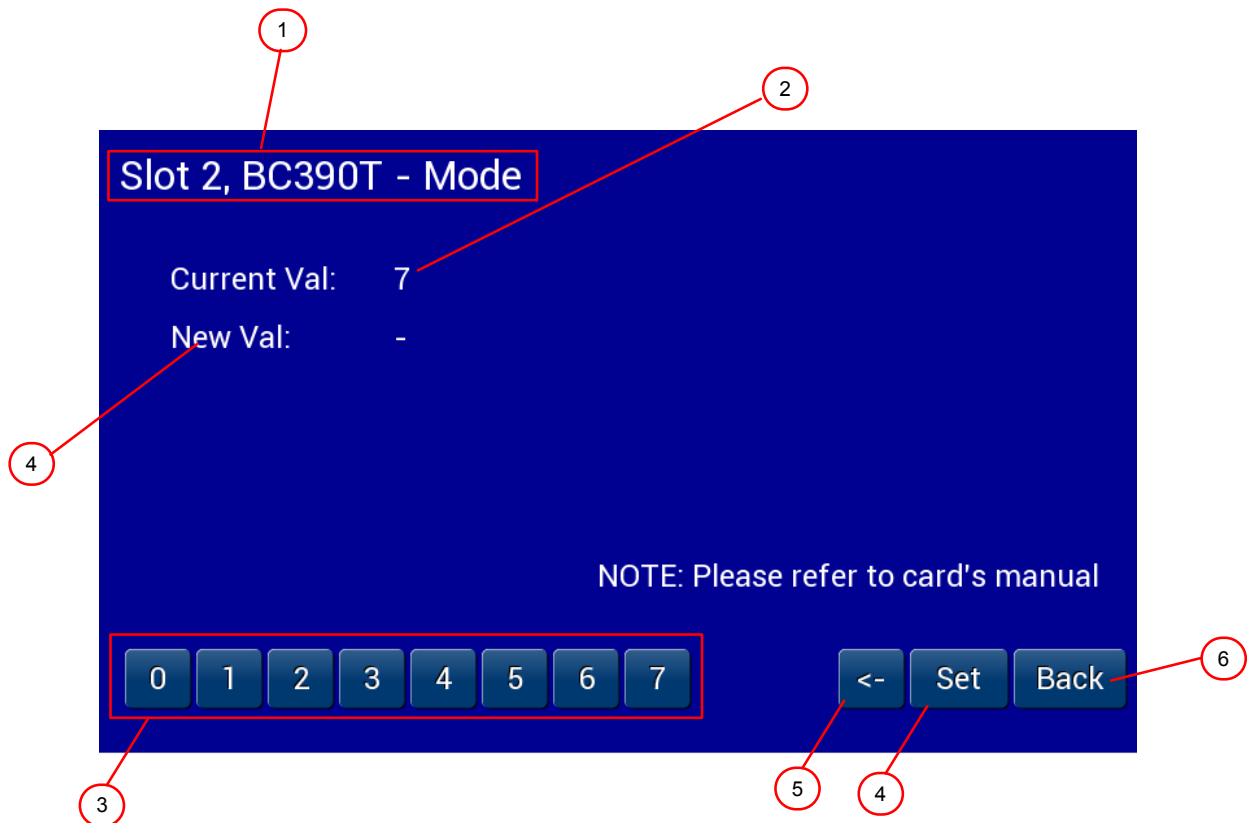 1
2
Slot 2, BC390T - Mode
Current Val: 7
New Val: -
4
NOTE: Please refer to card's manual
0 1 2 3 4 5 6 7 <- Set Back
6
3
5
4